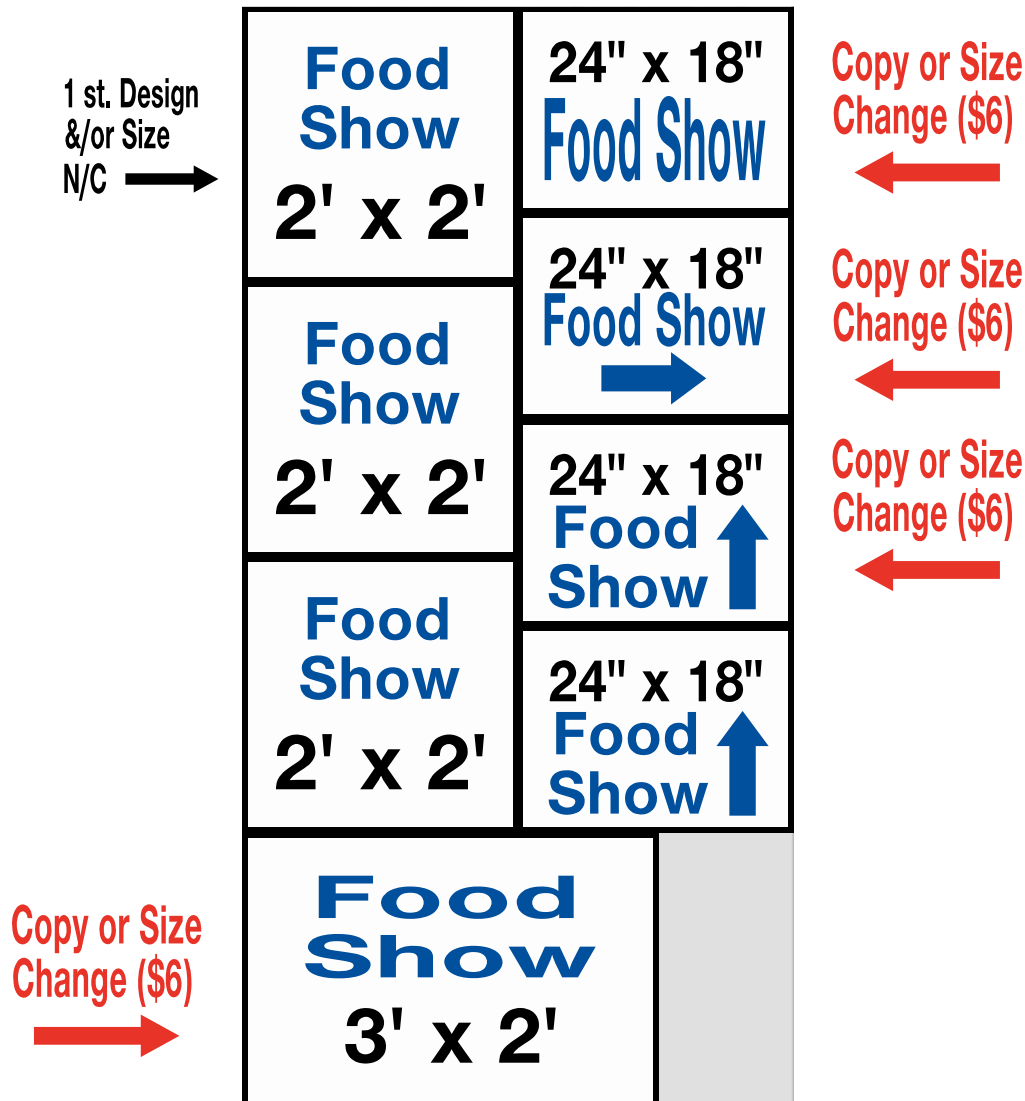 1 st. Design
&/or Size
N/C
Food
Show
2' x 2'
Food
Show
2' x 2'
Food
Show
2' x 2'
24" x 18"
Food Show
24" x 18"
Food Show
24" x 18"
Food
Show
24" x 18"
Food
Show
Copy or Size
Change ($6)
Copy or Size
Change ($6)
Copy or Size
Change ($6)
Copy or Size
Change ($6)
Food
Show
3' x 2'